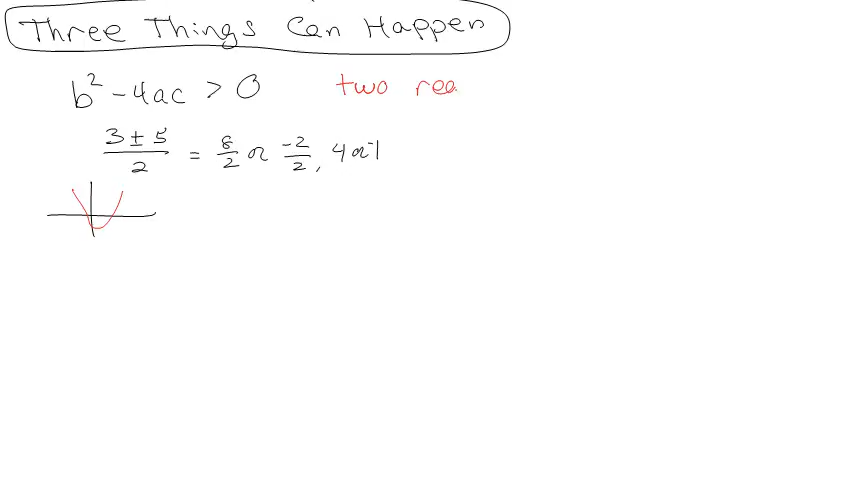 Three Things Can Happen
b² - 4ac > 0 two rea
3 ± 5 / 2 = 8/2 or -2/2, 4 or -1